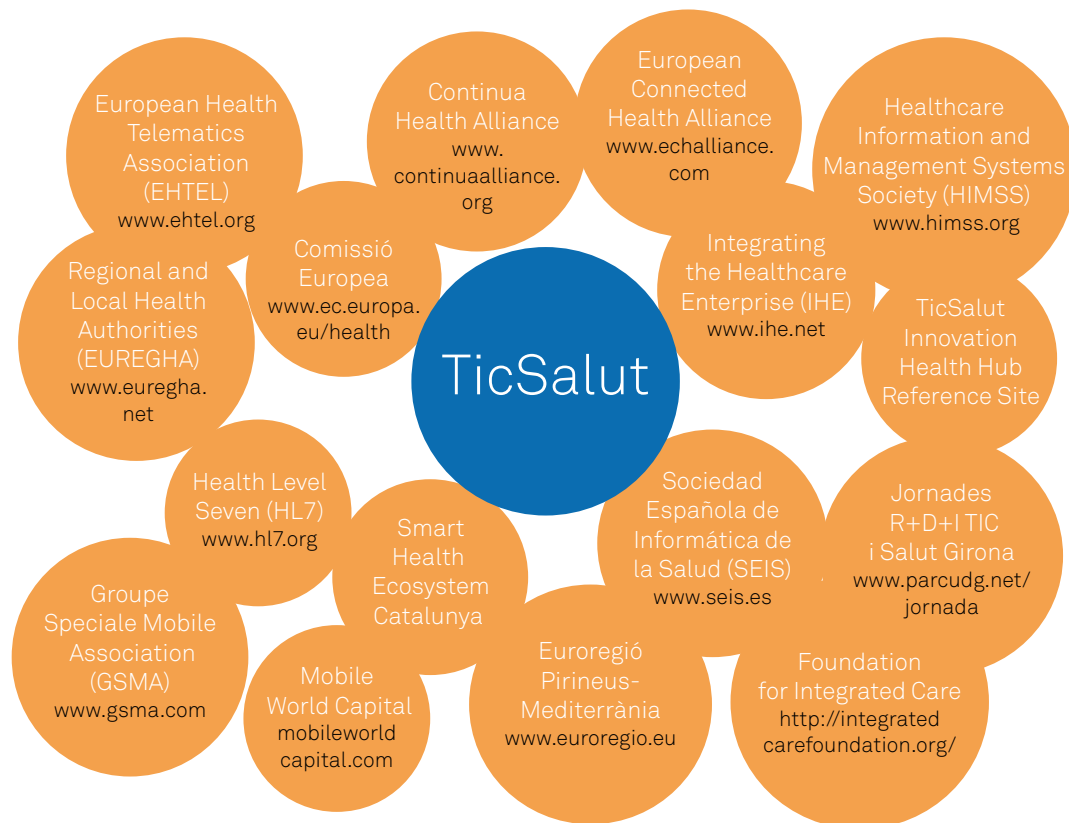 European Health
Telematics
Association
(EHTEL)
www.ehtel.org
Continua
Health Alliance
www.
continuaalliance.
org
European
Connected
Health Alliance
www.echalliance.
com
Healthcare
Information and
Management Systems
Society (HIMSS)
www.himss.org
Regional and
Local Health
Authorities
(EUREGHA)
www.euregha.
net
Comissió
Europea
www.ec.europa.
eu/health
TicSalut
Integrating
the Healthcare
Enterprise (IHE)
www.ihe.net
TicSalut
Innovation
Health Hub
Reference Site
Health Level
Seven (HL7)
www.hl7.org
Smart
Health
Ecosystem
Catalunya
Sociedad
Española de
Informática de
la Salud (SEIS)
www.seis.es
Jornades
R+D+I TIC
i Salut Girona
www.parcudg.net/
jornada
Groupe
Speciale Mobile
Association
(GSMA)
www.gsma.com
Mobile
World Capital
mobileworld
capital.com
Euroregió
Pirineus-
Mediterrània
www.euroregio.eu
Foundation
for Integrated Care
http://integrated
carefoundation.org/